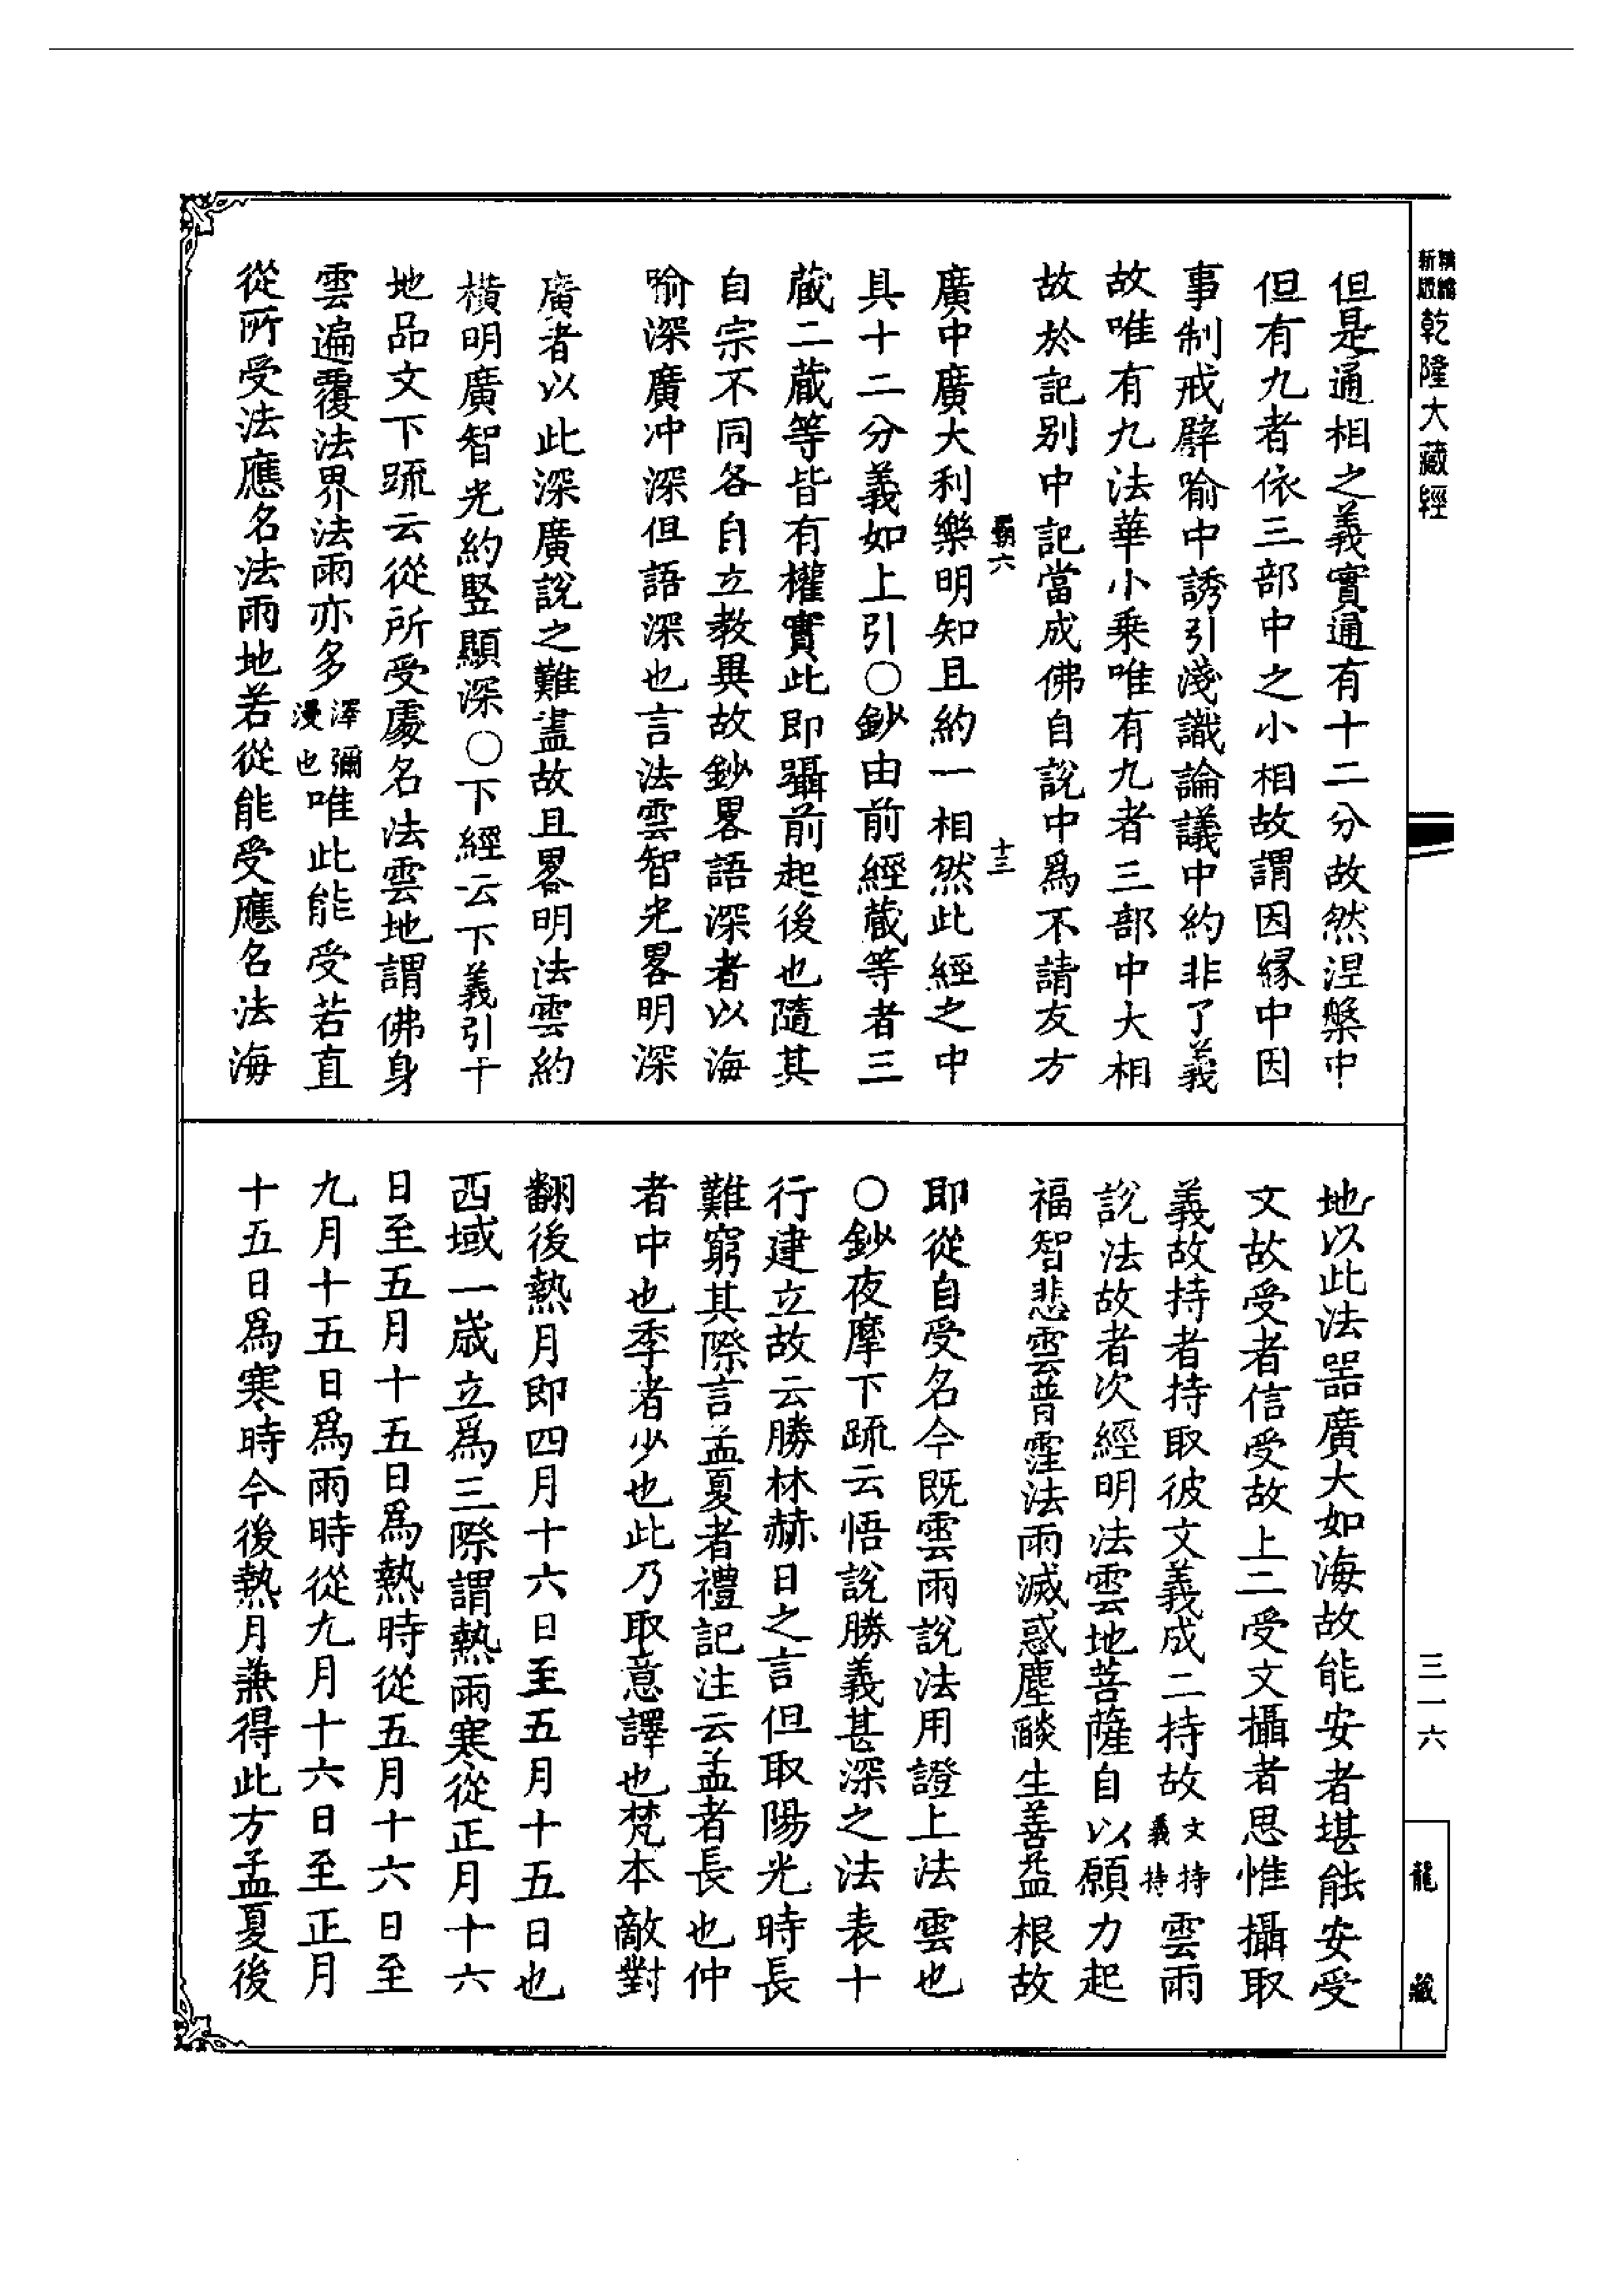 精縮
新版
乾隆大藏經
但是通相之義實通有十二分故然涅槃中
但有九者依三部中之小相故謂因緣中因
事制戒辟喻中誘引淺識論議中約非了義
故唯有九法華小乘唯有九者三部中大相
故於記別中記當成佛自說中為不請友方
霸六 十三
廣中廣大利樂明知且約一相然此經之中
具十二分義如上引〇鈔由前經藏等者三
藏二藏等皆有權實此即躡前起後也隨其
自宗不同各自立教異故鈔畧語深者以海
喻深廣冲深但語深也言法雲智光畧明深
廣者以此深廣說之難盡故且畧明法雲約
橫明廣智光約豎顯深〇下經云下義引十
地品文下疏云從所受處名法雲地謂佛身
雲遍覆法界法雨亦多澤彌漫也唯此能受若直
從所受法應名法雨地若從能受應名法海
地以此法噐廣大如海故能安者堪能安受
文故受者信受故上二受文攝者思惟攝取
義故持者持取彼文義成二持故文持義持雲雨
說法故者次經明法雲地菩薩自以願力起
福智悲雲普霔法雨滅惑塵燄生善益根故
即從自受名今既雲雨說法用證上法雲也
〇鈔夜摩下疏云悟說勝義甚深之法表十
行建立故云勝林赫日之言但取陽光時長
難窮其際言孟夏者禮記注云孟者長也仲
者中也季者少也此乃取意譯也梵本敵對
翻後熱月即四月十六日至五月十五日也
西域一歲立為三際謂熱雨寒從正月十六
日至五月十五日為熱時從五月十六日至
九月十五日為雨時從九月十六日至正月
十五日為寒時今後熱月兼得此方孟夏後
三一六
龍藏